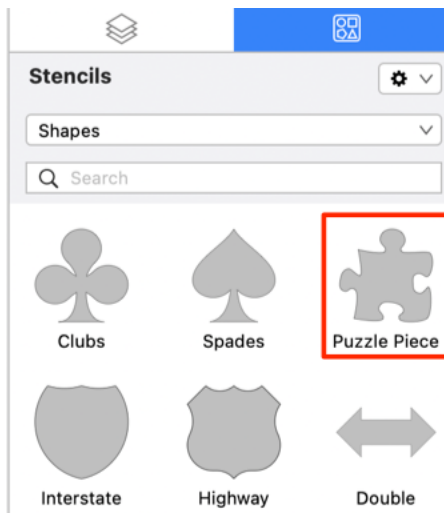 Stencils
Shapes
Search
Clubs Spades Puzzle Piece
Interstate Highway Double